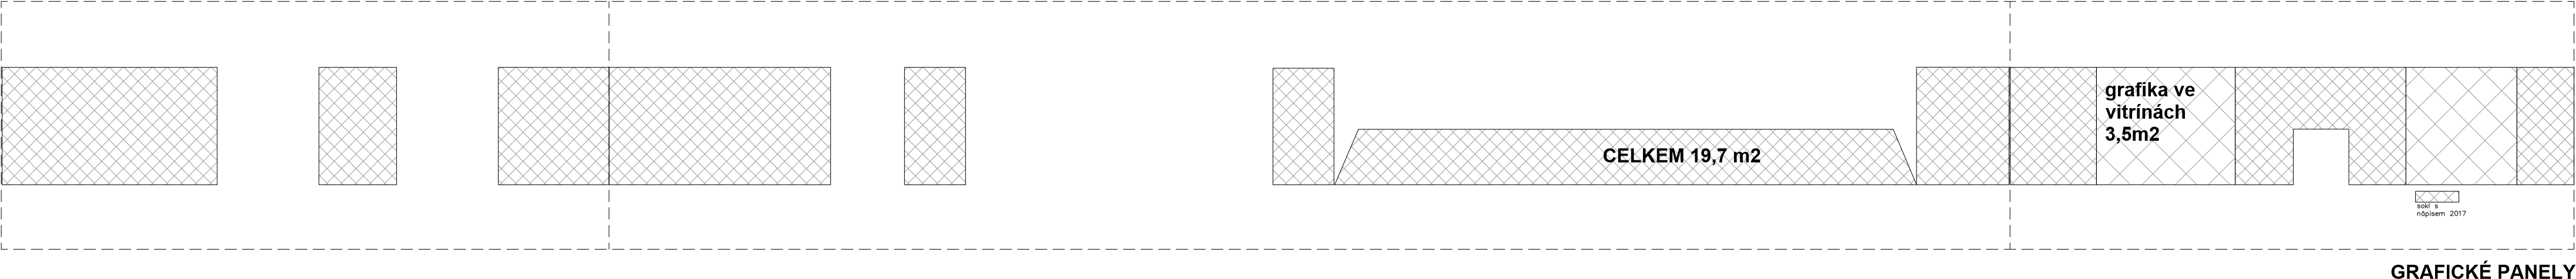 grafika ve
vitrínách
3,5m2
CELKEM 19,7 m2
sokl s
nápisem 2017
GRAFICKÉ PANELY